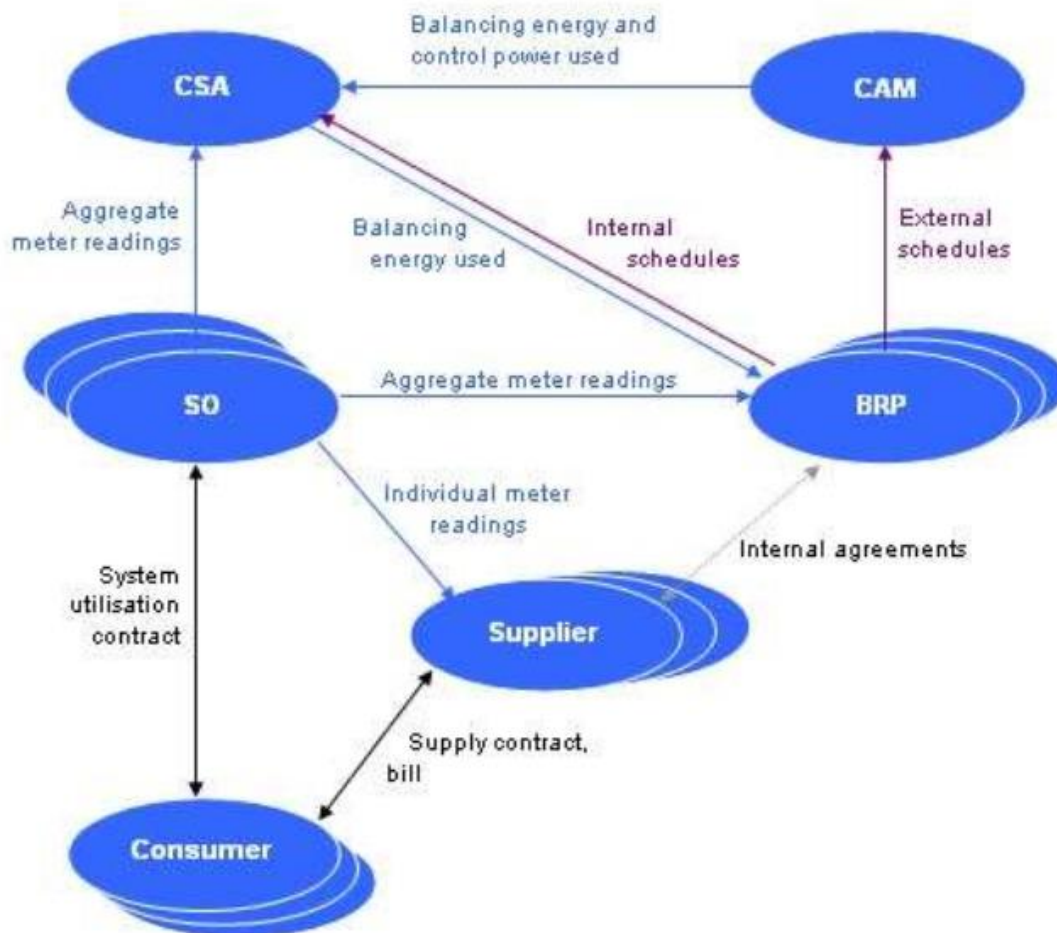 Balancing energy and
control power used
CSA
CAM
Aggregate
meter readings
Balancing
energy used
Internal
schedules
External
schedules
SO
Aggregate meter readings
BRP
Individual meter
readings
Internal agreements
System
utilisation
contract
Supplier
Supply contract,
bill
Consumer